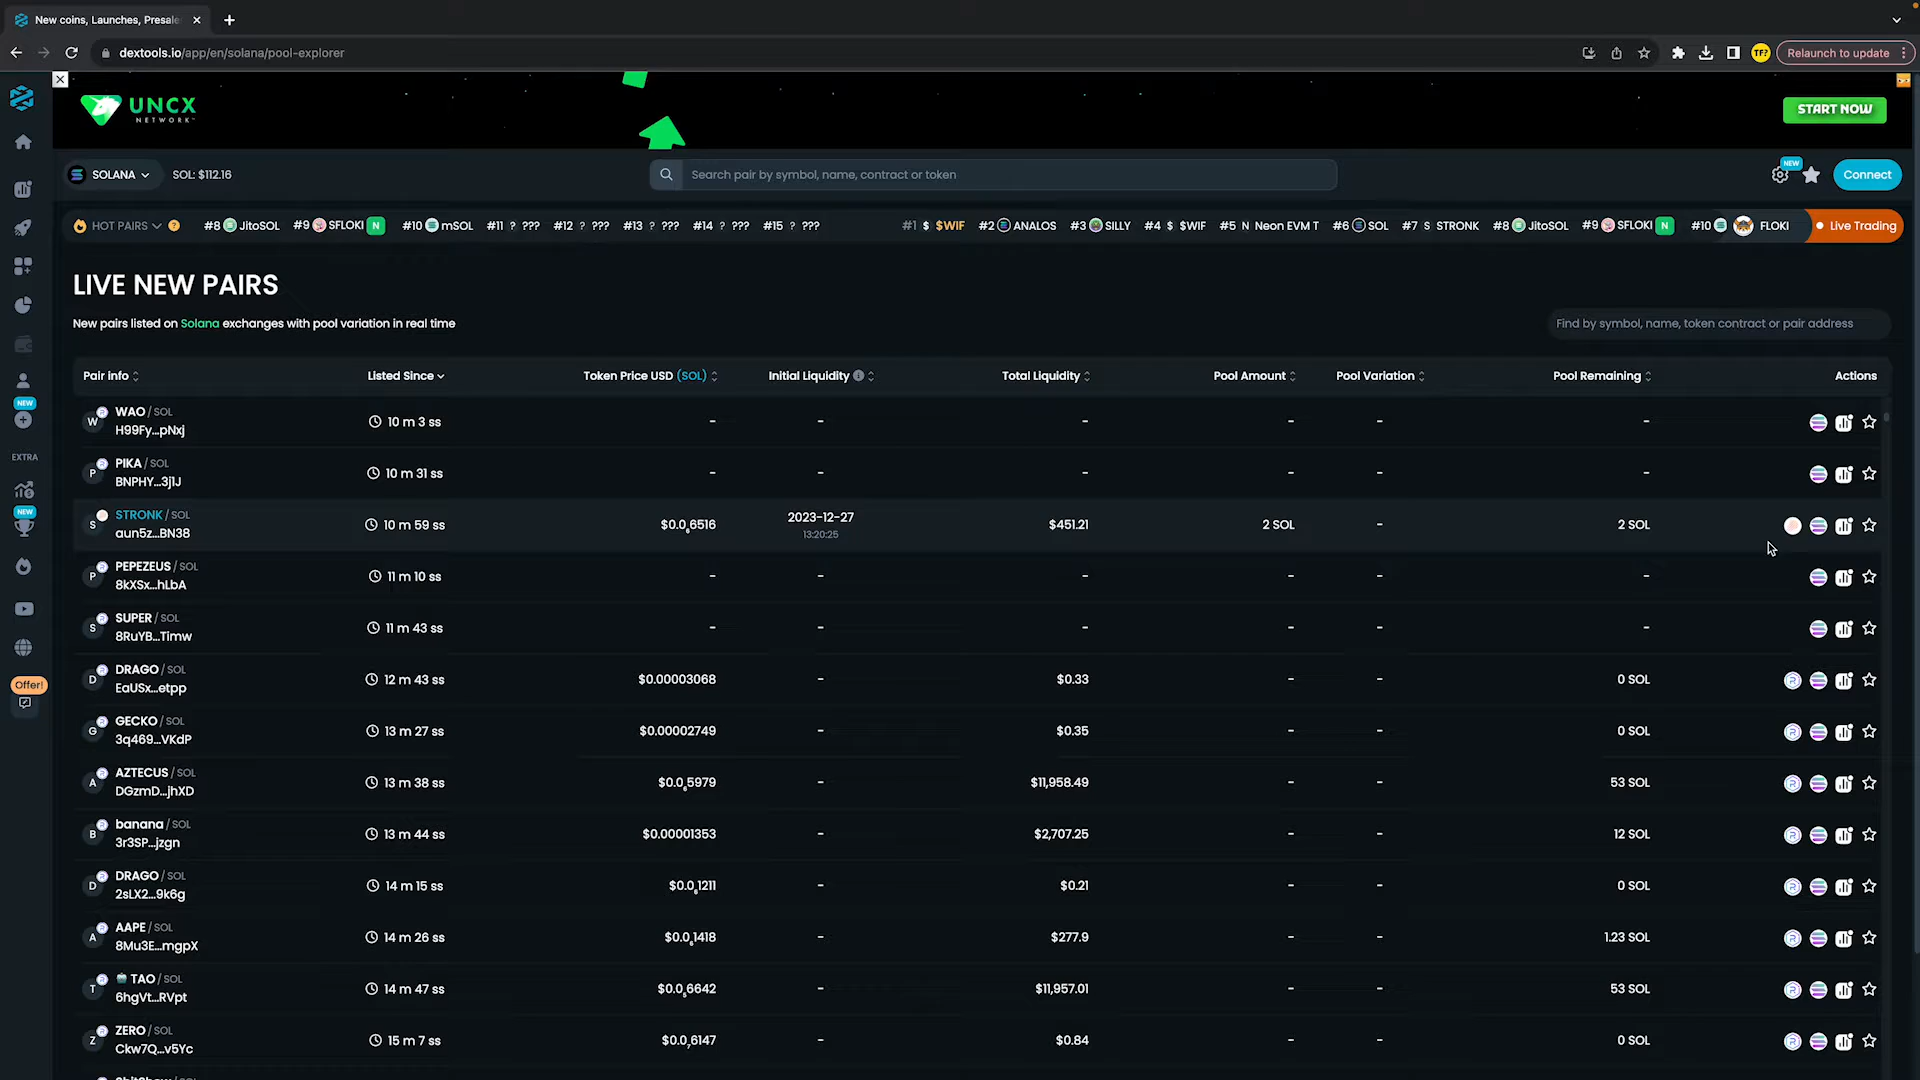 New coins, Launches, Presale
dextools.io/app/en/solana/pool-explorer
TF?
Relaunch to update
UNCX
NETWORK
START NOW
SOLANA
SOL: $112.16
Search pair by symbol, name, contract or token
NEW
Connect
HOT PAIRS ? #8 JitoSOL #9 SFLOKI N #10 mSOL #11 ? ??? #12 ? ??? #13 ? ??? #14 ? ??? #15 ? ??? #1 $ $WIF #2 ANALOS #3 SILLY #4 $ $WIF #5 N Neon EVM T #6 SOL #7 S STRONK #8 JitoSOL #9 SFLOKI N #10 FLOKI Live Trading
LIVE NEW PAIRS
New pairs listed on Solana exchanges with pool variation in real time
Find by symbol, name, token contract or pair address
Pair info Listed Since Token Price USD (SOL) Initial Liquidity Total Liquidity Pool Amount Pool Variation Pool Remaining Actions
NEW
EXTRA
NEW
Offer!
W WAO / SOL
H99Fy...pNxj
10 m 3 ss - - - - - -
P PIKA / SOL
BNPHY...3j1J
10 m 31 ss - - - - - -
S STRONK / SOL
aun5z...BN38
10 m 59 ss $0.0₆6516 2023-12-27
13:20:25
$451.21 2 SOL - 2 SOL
P PEPEZEUS / SOL
8kXSx...hLbA
11 m 10 ss - - - - - -
S SUPER / SOL
8RuYB...Timw
11 m 43 ss - - - - - -
D DRAGO / SOL
EaUSx...etpp
12 m 43 ss $0.00003068 - $0.33 - - 0 SOL
G GECKO / SOL
3q469...VKdP
13 m 27 ss $0.00002749 - $0.35 - - 0 SOL
A AZTECUS / SOL
DGzmD...jhXD
13 m 38 ss $0.0₅5979 - $11,958.49 - - 53 SOL
B banana / SOL
3r3SP...jzgn
13 m 44 ss $0.00001353 - $2,707.25 - - 12 SOL
D DRAGO / SOL
2sLX2...9k6g
14 m 15 ss $0.0₆1211 - $0.21 - - 0 SOL
A AAPE / SOL
8Mu3E...mgpX
14 m 26 ss $0.0₆1418 - $277.9 - - 1.23 SOL
T TAO / SOL
6hgVt...RVpt
14 m 47 ss $0.0₅6642 - $11,957.01 - - 53 SOL
Z ZERO / SOL
Ckw7Q...v5Yc
15 m 7 ss $0.0₇6147 - $0.84 - - 0 SOL